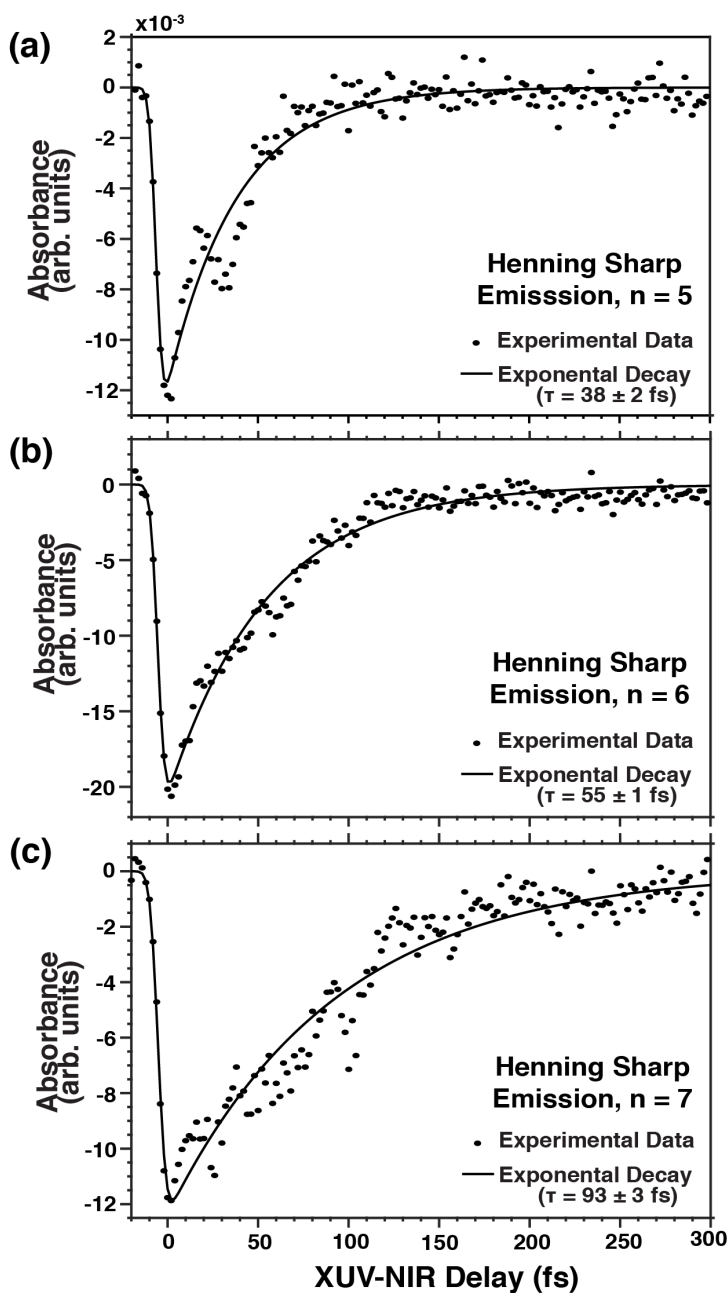 x10-3
(a)
2
0
-2
-4
-6
-8
-10
-12
Absorbance
(arb. units)
Henning Sharp
Emisssion, n = 5
Experimental Data
Exponental Decay
(τ = 38 ± 2 fs)
(b)
0
-5
-10
-15
-20
Absorbance
(arb. units)
Henning Sharp
Emission, n = 6
Experimental Data
Exponental Decay
(τ = 55 ± 1 fs)
(c)
0
-2
-4
-6
-8
-10
-12
Absorbance
(arb. units)
Henning Sharp
Emission, n = 7
Experimental Data
Exponental Decay
(τ = 93 ± 3 fs)
0 50 100 150 200 250 300
XUV-NIR Delay (fs)